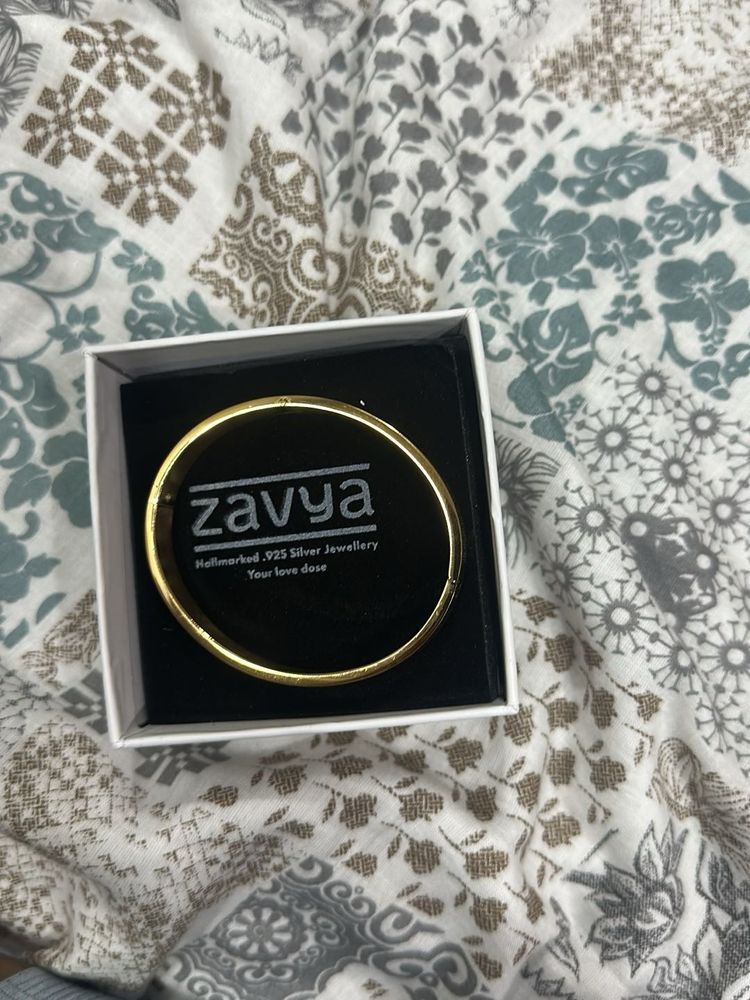 zavya
Hallmarked .925 Silver Jewellery
Your love dose